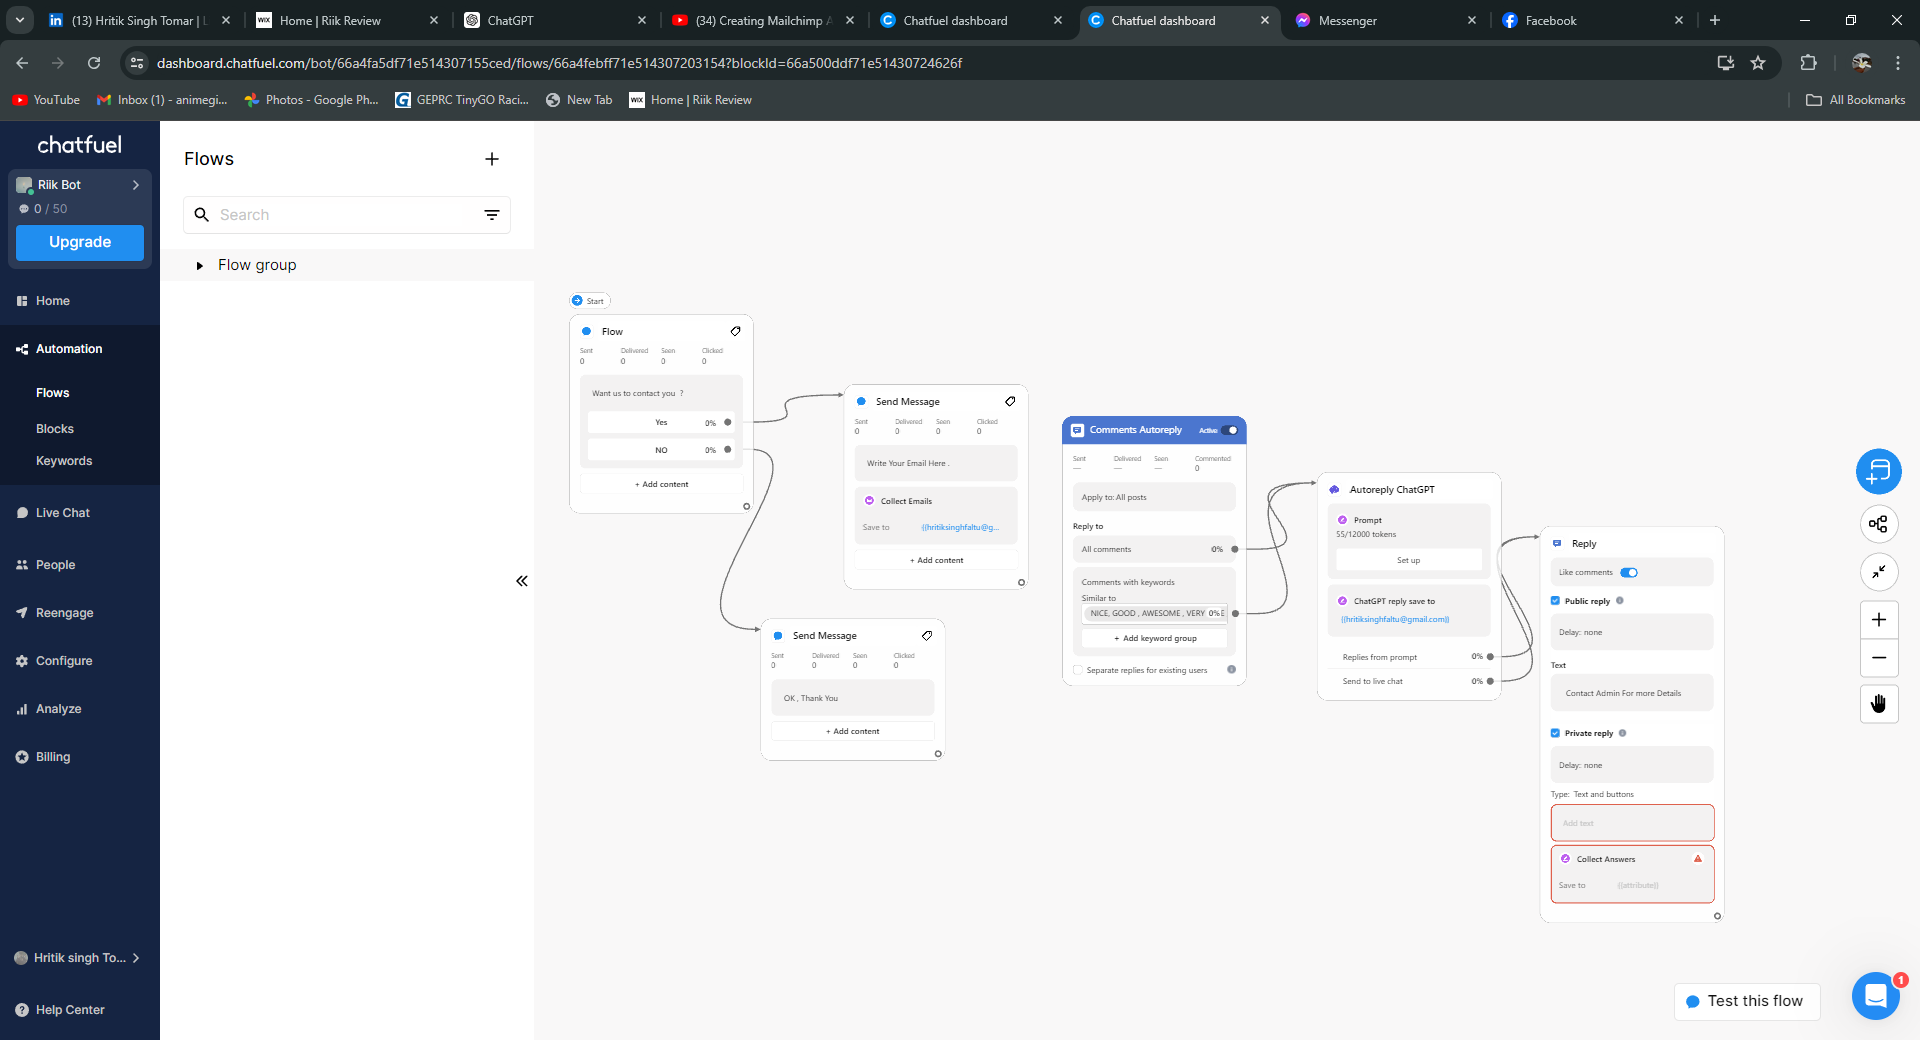 (13) Hritik Singh Tomar | L
Home | Riik Review
ChatGPT
(34) Creating Mailchimp A
Chatfuel dashboard
Chatfuel dashboard
Messenger
Facebook
dashboard.chatfuel.com/bot/66a4fa5df71e514307155ced/flows/66a4febff71e514307203154?blockId=66a500ddf71e51430724626f
YouTube
Inbox (1) - animegi...
Photos - Google Ph...
GEPRC TinyGO Raci...
New Tab
WIX Home | Riik Review
All Bookmarks
chatfuel
Riik Bot
0 / 50
Upgrade
Home
Automation
Flows
Blocks
Keywords
Live Chat
People
Reengage
Configure
Analyze
Billing
Hritik singh To...
Help Center
Flows
Search
Flow group
Start
Flow
Sent Delivered Seen Clicked
0 0 0 0
Want us to contact you ?
Yes 0%
NO 0%
+ Add content
Send Message
Sent Delivered Seen Clicked
0 0 0 0
Write Your Email Here .
Collect Emails
Save to {{hritiksinghfaltu@g...
+ Add content
Send Message
Sent Delivered Seen Clicked
0 0 0 0
OK , Thank You
+ Add content
Comments Autoreply Active
Sent Delivered Seen Commented
— — — 0
Apply to: All posts
Reply to
All comments 0%
Comments with keywords
Similar to
NICE, GOOD , AWESOME , VERY 0% E
+ Add keyword group
Separate replies for existing users
Autoreply ChatGPT
Prompt
55/12000 tokens
Set up
ChatGPT reply save to
{{hritiksinghfaltu@gmail.com}}
Replies from prompt 0%
Send to live chat 0%
Reply
Like comments
Public reply
Delay: none
Text
Contact Admin For more Details
Private reply
Delay: none
Type: Text and buttons
Add text
Collect Answers
Save to {{attribute}}
Test this flow
1